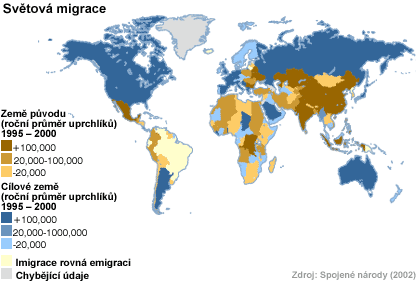 Světová migrace
Země původu
(roční průměr uprchlíků)
1995 – 2000
+100,000
20,000-100,000
-20,000
Cílové země
(roční průměr uprchlíků)
1995 – 2000
+100,000
20,000-1000,000
-20,000
Imigrace rovná emigraci
Chybějící údaje
Zdroj: Spojené národy (2002)